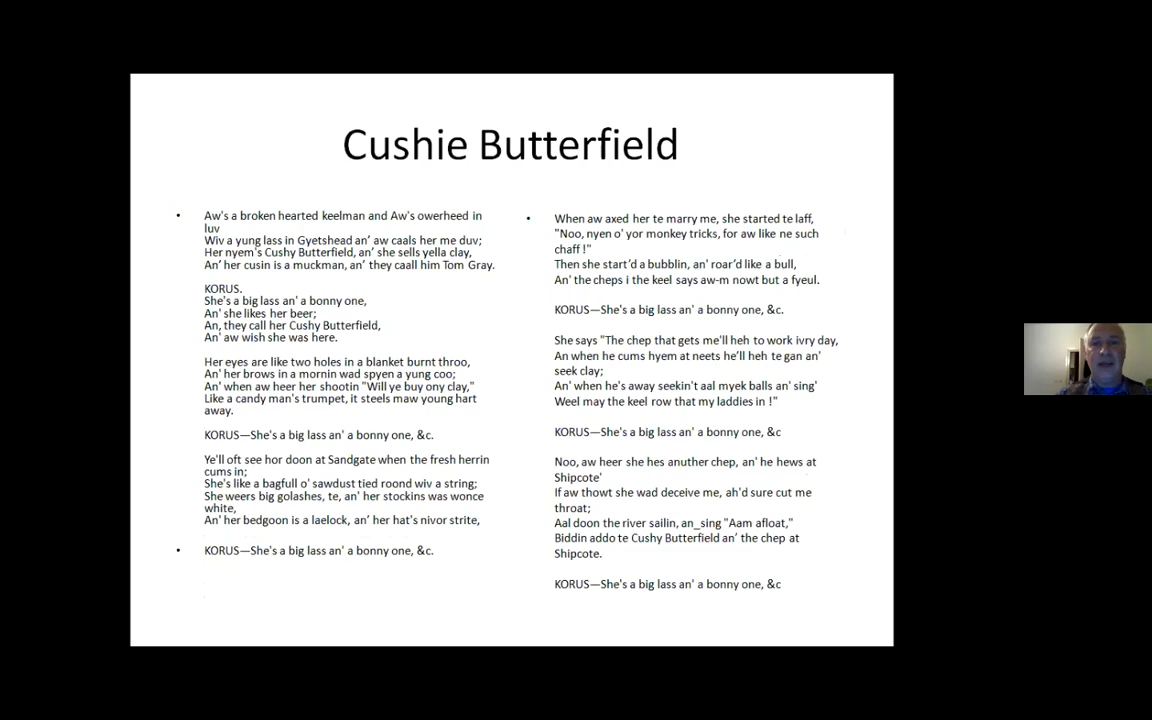 Cushie Butterfield
• Aw's a broken hearted keelman and Aw's owerheed in
luv
Wiv a yung lass in Gyetshead an' aw caals her me duv;
Her nyem's Cushy Butterfield, an' she sells yella clay,
An' her cusin is a muckman, an' they caall him Tom Gray.
KORUS.
She's a big lass an' a bonny one,
An' she likes her beer;
An, they call her Cushy Butterfield,
An' aw wish she was here.
Her eyes are like two holes in a blanket burnt throo,
An' her brows in a mornin wad spyen a yung coo;
An' when aw heer her shootin "Will ye buy ony clay,"
Like a candy man's trumpet, it steels maw young hart
away.
KORUS—She's a big lass an' a bonny one, &c.
Ye'll oft see hor doon at Sandgate when the fresh herrin
cums in;
She's like a bagfull o' sawdust tied roond wiv a string;
She weers big golashes, te, an' her stockins was wonce
white,
An' her bedgoon is a laelock, an' her hat's nivor strite,
• KORUS—She's a big lass an' a bonny one, &c.
• When aw axed her te marry me, she started te laff,
"Noo, nyen o' yor monkey tricks, for aw like ne such
chaff !"
Then she start'd a bubblin, an' roar'd like a bull,
An' the cheps i the keel says aw-m nowt but a fyeul.
KORUS—She's a big lass an' a bonny one, &c.
She says "The chep that gets me'll heh to work ivry day,
An when he cums hyem at neets he'll heh te gan an'
seek clay;
An' when he's away seekin't aal myek balls an' sing'
Weel may the keel row that my laddies in !"
KORUS—She's a big lass an' a bonny one, &c
Noo, aw heer she hes anuther chep, an' he hews at
Shipcote'
If aw thowt she wad deceive me, ah'd sure cut me
throat;
Aal doon the river sailin, an_sing "Aam afloat,"
Biddin addo te Cushy Butterfield an' the chep at
Shipcote.
KORUS—She's a big lass an' a bonny one, &c